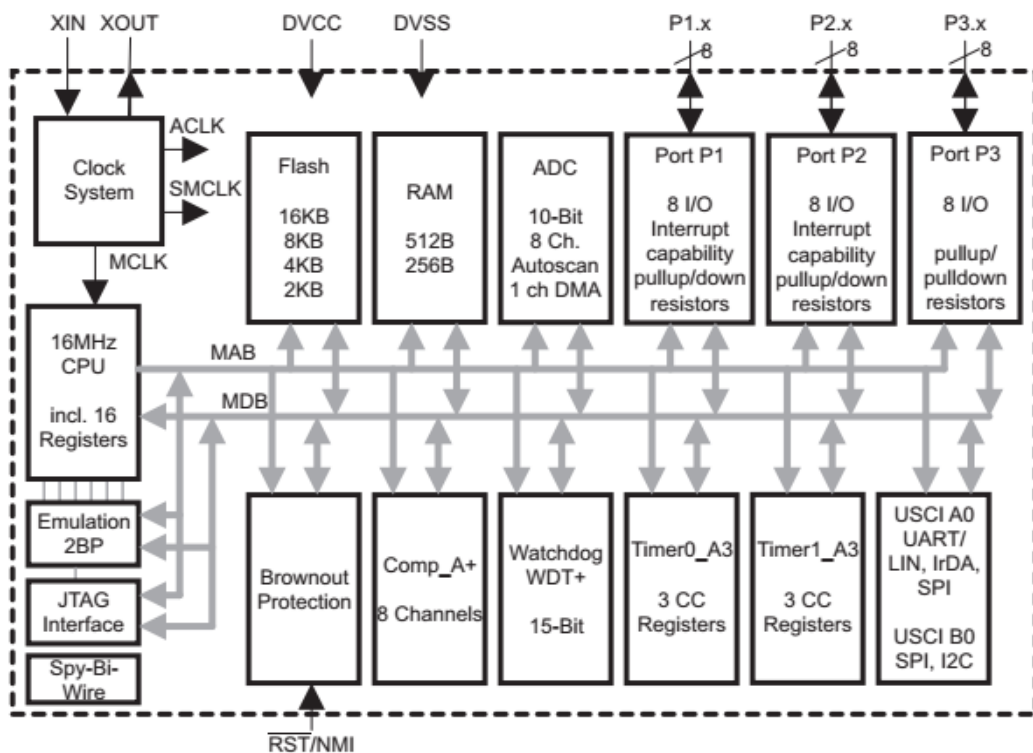 XIN
XOUT
DVCC
DVSS
P1.x
8
P2.x
8
P3.x
8
Clock
System
ACLK
SMCLK
MCLK
Flash
16KB
8KB
4KB
2KB
RAM
512B
256B
ADC
10-Bit
8 Ch.
Autoscan
1 ch DMA
Port P1
8 I/O
Interrupt
capability
pullup/down
resistors
Port P2
8 I/O
Interrupt
capability
pullup/down
resistors
Port P3
8 I/O
pullup/
pulldown
resistors
16MHz
CPU
incl. 16
Registers
MAB
MDB
Emulation
2BP
JTAG
Interface
Spy-Bi-
Wire
Brownout
Protection
Comp_A+
8 Channels
Watchdog
WDT+
15-Bit
Timer0_A3
3 CC
Registers
Timer1_A3
3 CC
Registers
USCI A0
UART/
LIN, IrDA,
SPI
USCI B0
SPI, I2C
RST/NMI